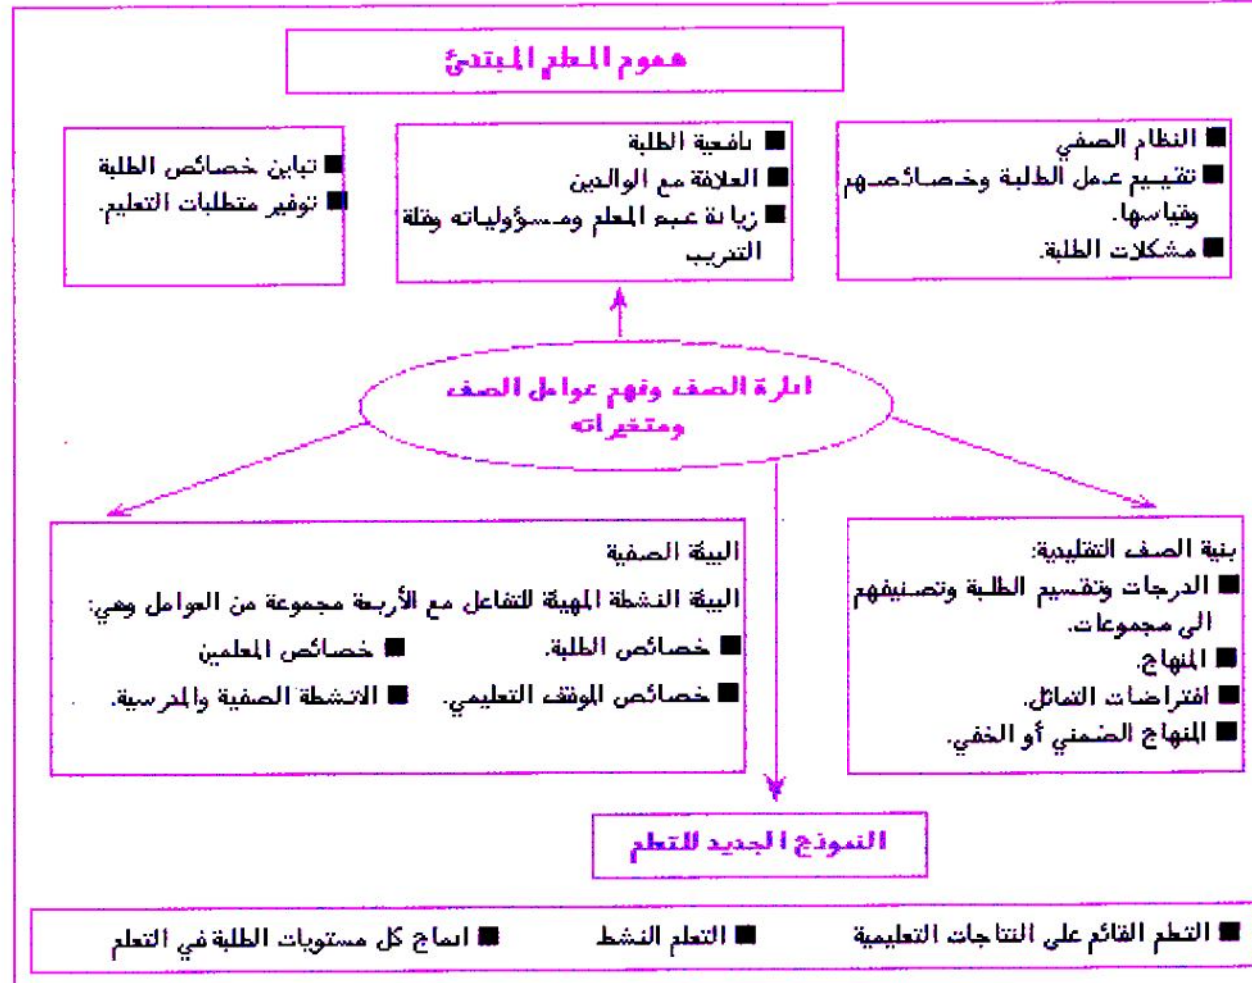 هموم المعلم المبتدئ
■ النظام الصفي
■ تقييم عمل الطلبة وخصائصهم
وقياسها.
■ مشكلات الطلبة.
■ دافعية الطلبة
■ العلاقة مع الوالدين
■ زيادة عبء المعلم ومسؤولياته وقلة
التدريب
■ تباين خصائص الطلبة
■ توفير متطلبات التعليم.
ادارة الصف وفهم عوامل الصف
ومتغيراته
بنية الصف التقليدية:
■ الدرجات وتقسيم الطلبة وتصنيفهم
الى مجموعات.
■ المنهاج.
■ افتراضات التماثل.
■ المنهاج الضمني أو الخفي.
البيئة الصفية
البيئة النشطة المهيئة للتفاعل مع الأربعة مجموعة من العوامل وهي:
■ خصائص الطلبة. ■ خصائص المعلمين
■ خصائص الموقف التعليمي. ■ الانشطة الصفية والمدرسية.
النموذج الجديد للتعلم
■ التعلم القائم على النتاجات التعليمية ■ التعلم النشط ■ ادماج كل مستويات الطلبة في التعلم